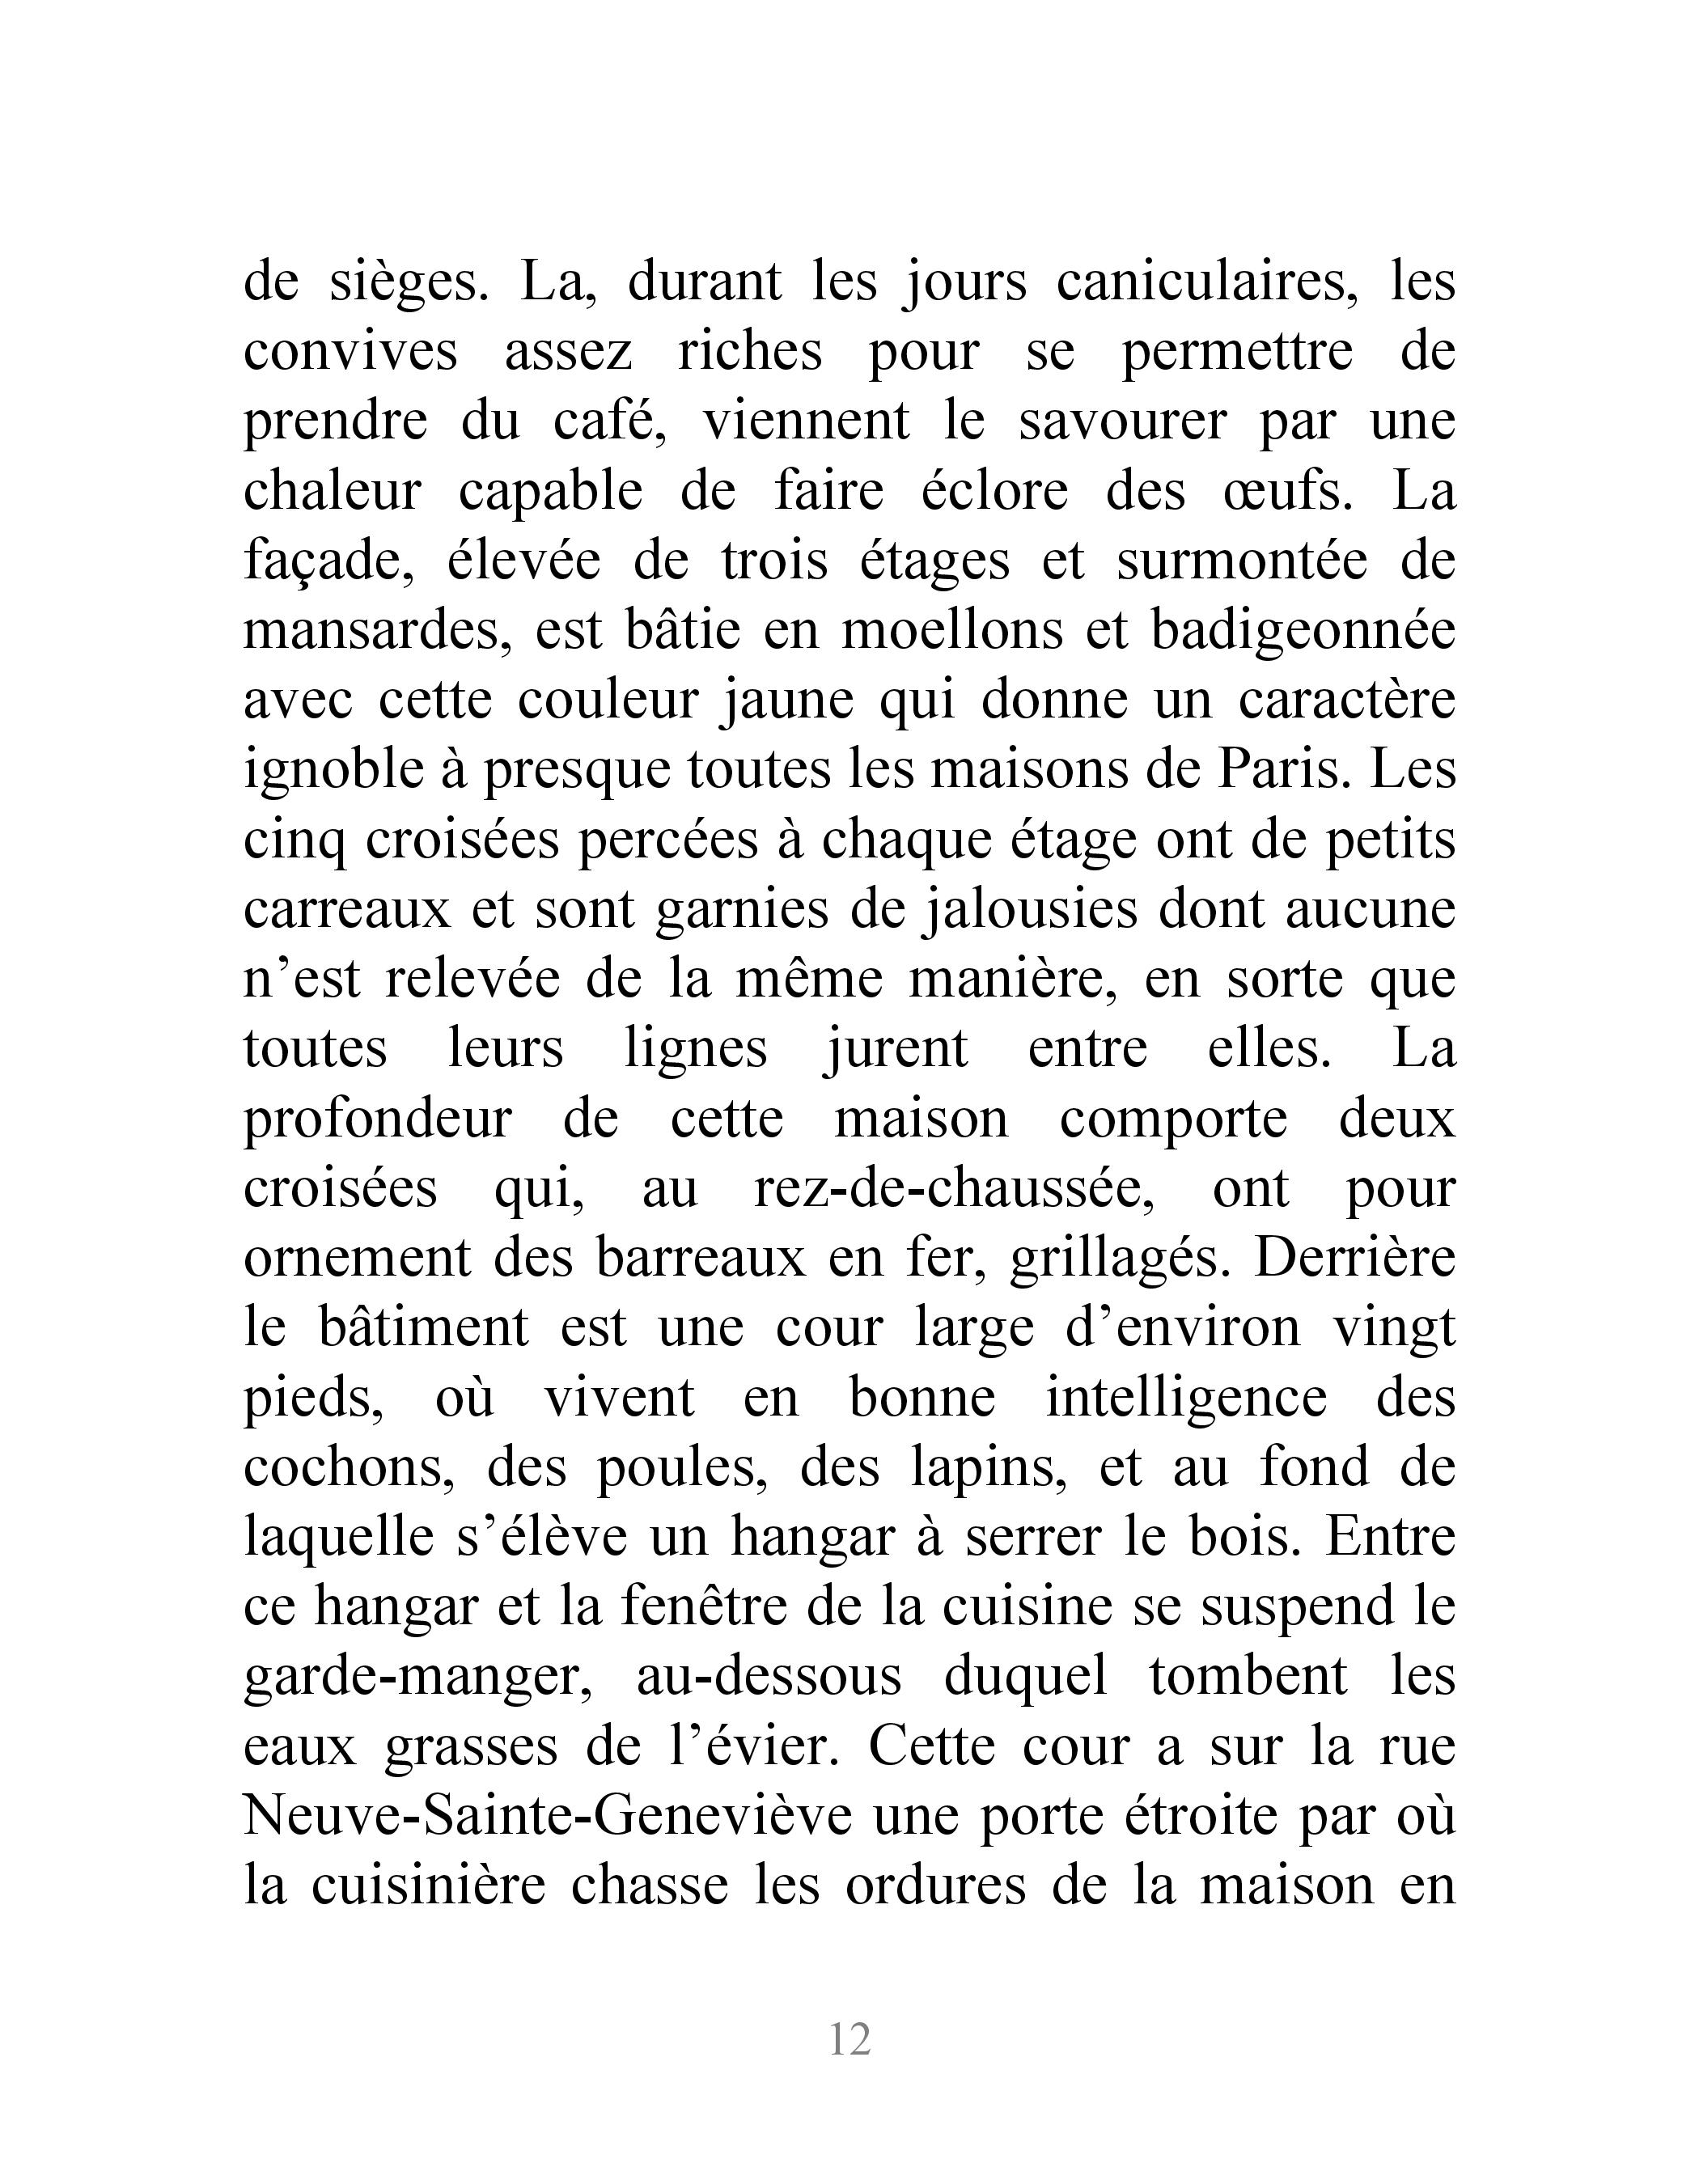 de sièges. La, durant les jours caniculaires, les
convives assez riches pour se permettre de
prendre du café, viennent le savourer par une
chaleur capable de faire éclore des œufs. La
façade, élevée de trois étages et surmontée de
mansardes, est bâtie en moellons et badigeonnée
avec cette couleur jaune qui donne un caractère
ignoble à presque toutes les maisons de Paris. Les
cinq croisées percées à chaque étage ont de petits
carreaux et sont garnies de jalousies dont aucune
n’est relevée de la même manière, en sorte que
toutes leurs lignes jurent entre elles. La
profondeur de cette maison comporte deux
croisées qui, au rez-de-chaussée, ont pour
ornement des barreaux en fer, grillagés. Derrière
le bâtiment est une cour large d’environ vingt
pieds, où vivent en bonne intelligence des
cochons, des poules, des lapins, et au fond de
laquelle s’élève un hangar à serrer le bois. Entre
ce hangar et la fenêtre de la cuisine se suspend le
garde-manger, au-dessous duquel tombent les
eaux grasses de l’évier. Cette cour a sur la rue
Neuve-Sainte-Geneviève une porte étroite par où
la cuisinière chasse les ordures de la maison en
12